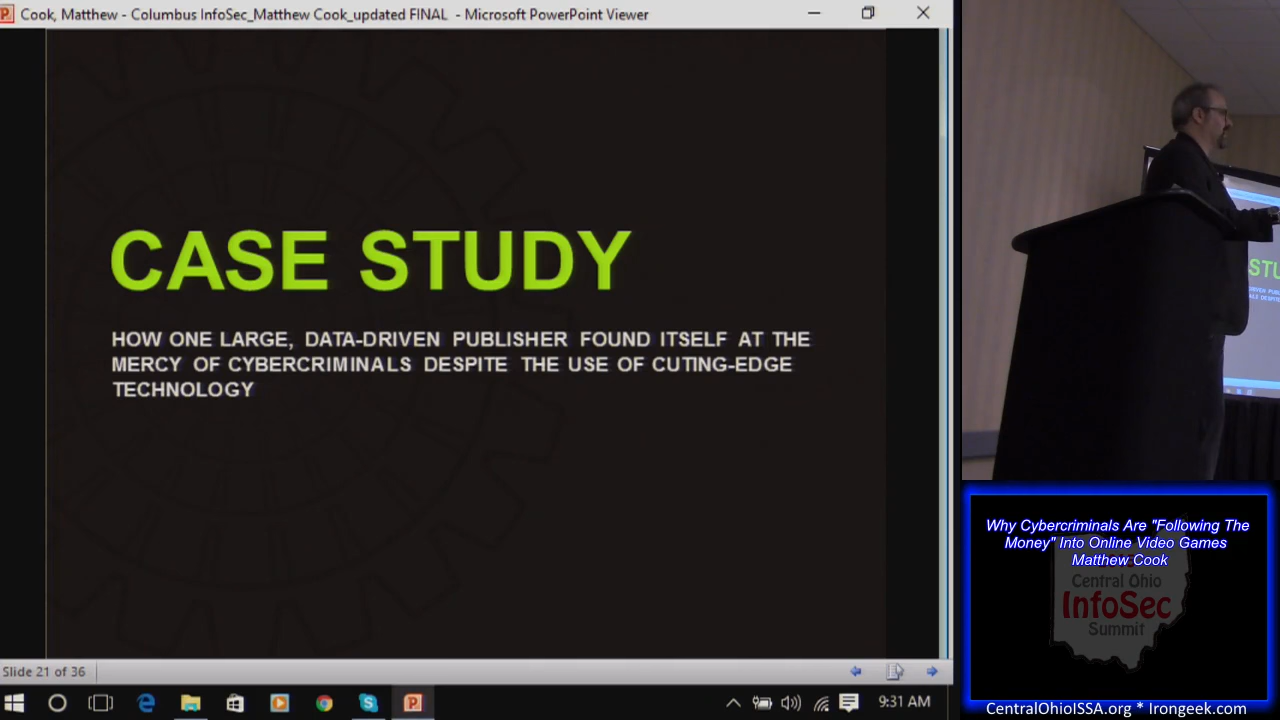 Cook, Matthew - Columbus InfoSec_Matthew Cook_updated FINAL - Microsoft PowerPoint Viewer
CASE STUDY
HOW ONE LARGE, DATA-DRIVEN PUBLISHER FOUND ITSELF AT THE
MERCY OF CYBERCRIMINALS DESPITE THE USE OF CUTING-EDGE
TECHNOLOGY
Slide 21 of 36
9:31 AM
STU
Why Cybercriminals Are "Following The
Money" Into Online Video Games
Matthew Cook
Central Ohio
InfoSec
Summit
CentralOhioISSA.org * Irongeek.com